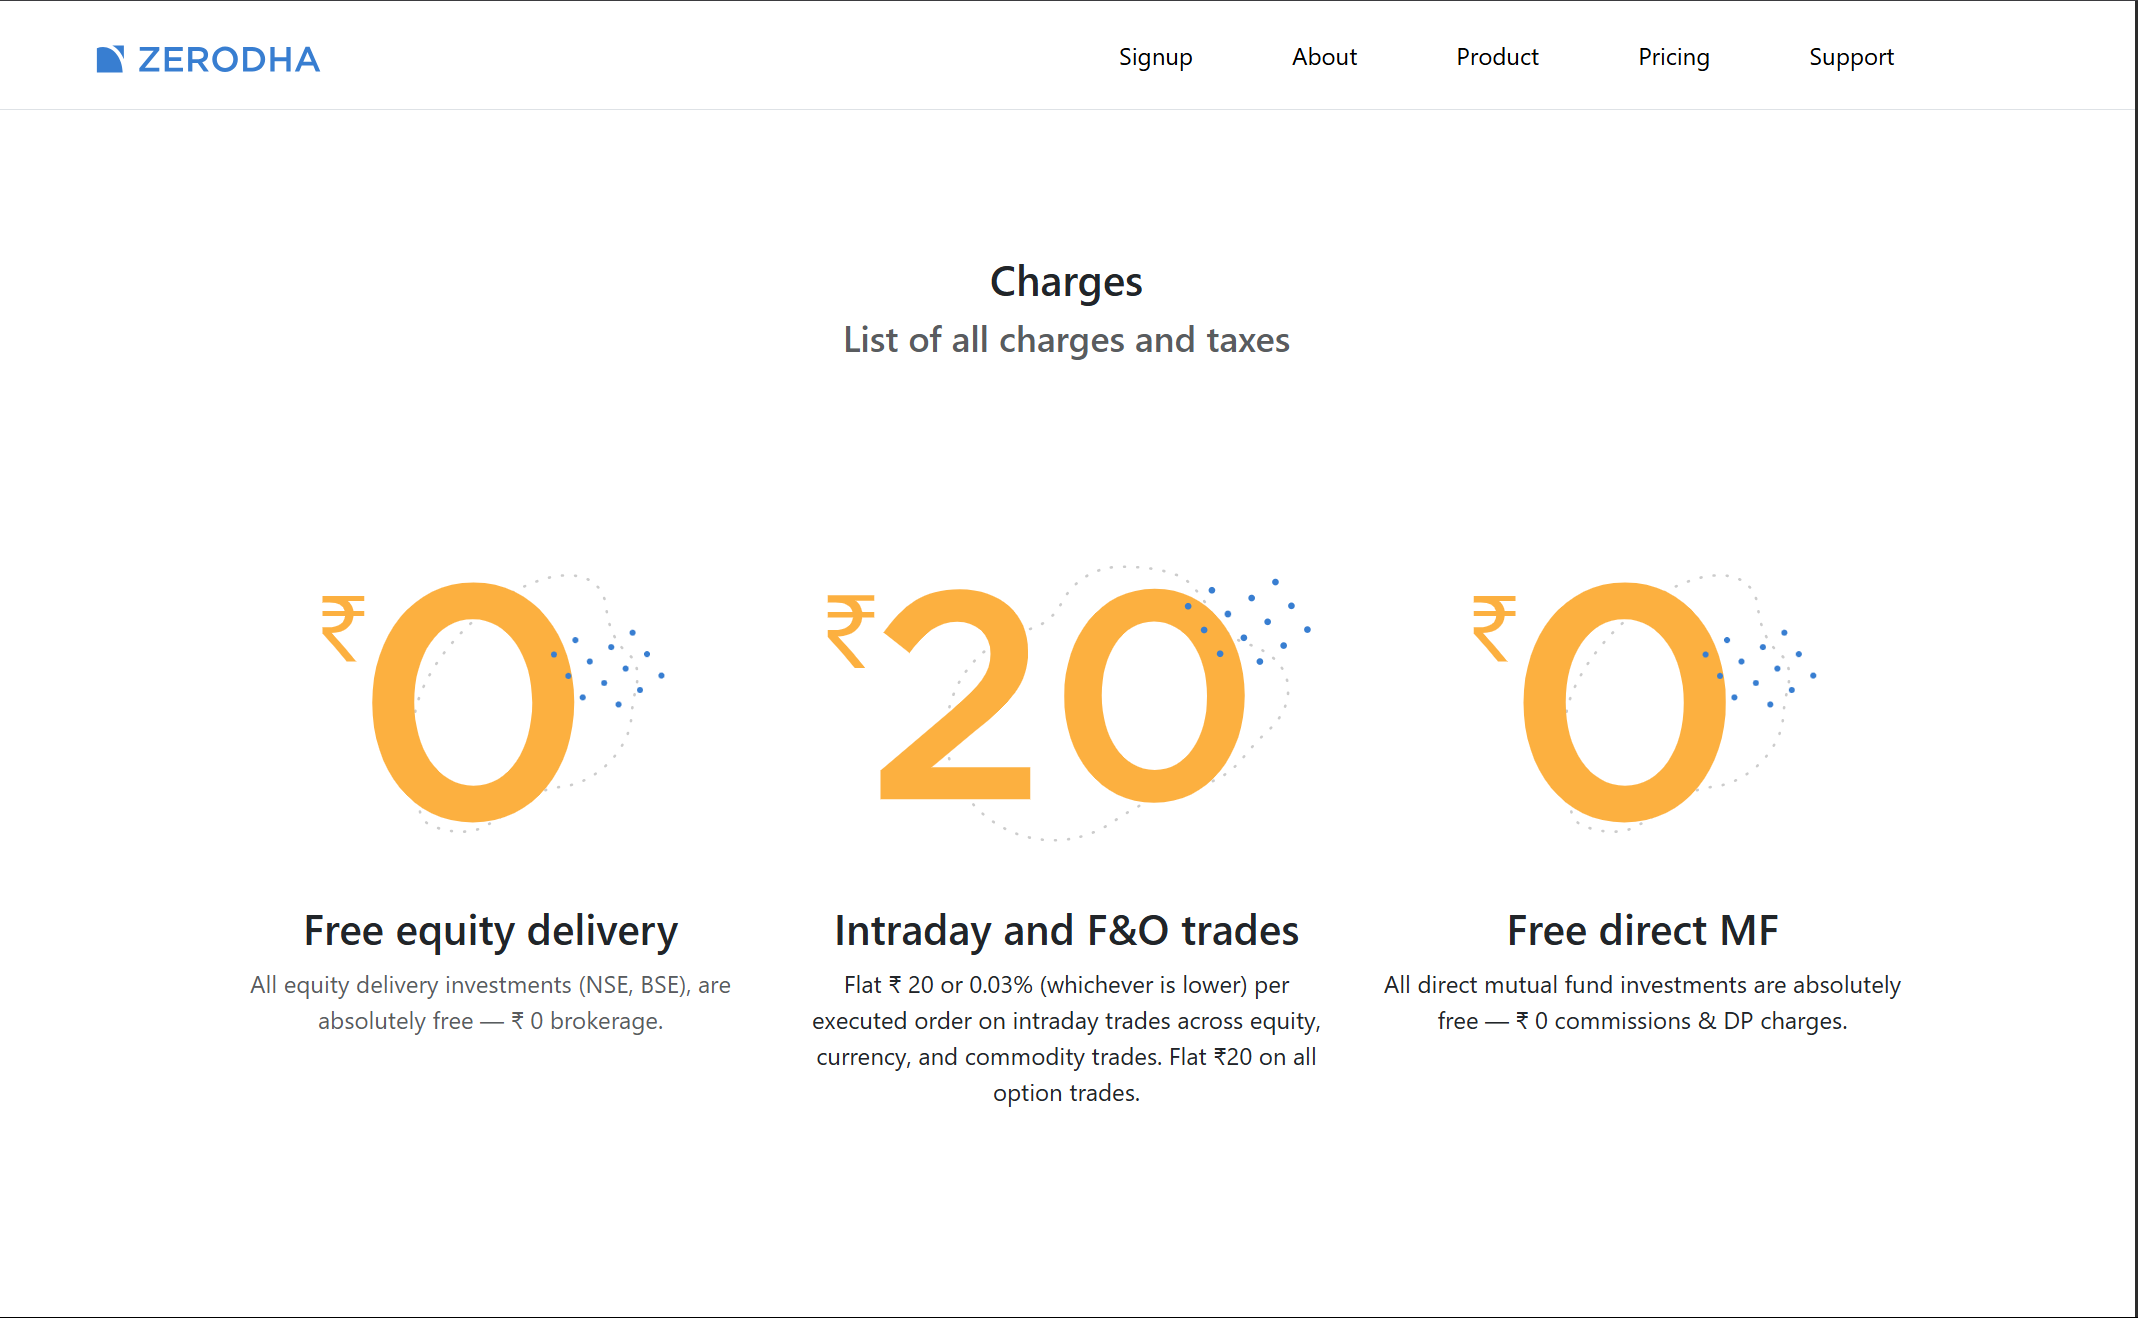 ZERODHA
Signup
About
Product
Pricing
Support
Charges
List of all charges and taxes
₹0
₹20
₹0
Free equity delivery
All equity delivery investments (NSE, BSE), are
absolutely free — ₹ 0 brokerage.
Intraday and F&O trades
Flat ₹ 20 or 0.03% (whichever is lower) per
executed order on intraday trades across equity,
currency, and commodity trades. Flat ₹20 on all
option trades.
Free direct MF
All direct mutual fund investments are absolutely
free — ₹ 0 commissions & DP charges.